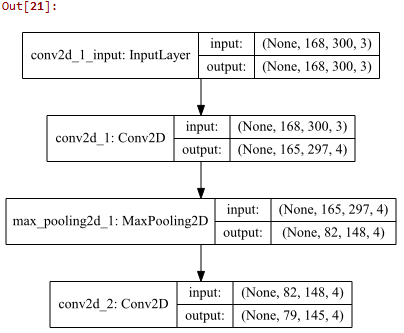 Out[21]:
conv2d_1_input: InputLayer
input: (None, 168, 300, 3)
output: (None, 168, 300, 3)
conv2d_1: Conv2D
input: (None, 168, 300, 3)
output: (None, 165, 297, 4)
max_pooling2d_1: MaxPooling2D
input: (None, 165, 297, 4)
output: (None, 82, 148, 4)
conv2d_2: Conv2D
input: (None, 82, 148, 4)
output: (None, 79, 145, 4)